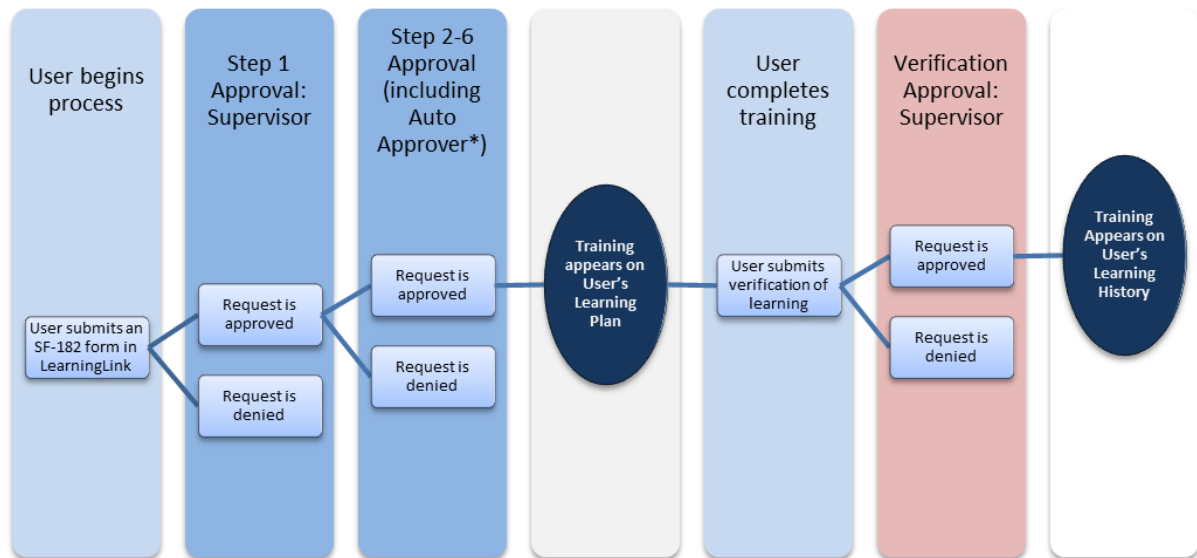 User begins
process
Step 1
Approval:
Supervisor
Step 2-6
Approval
(including
Auto
Approver*)
User
completes
training
Verification
Approval:
Supervisor
User submits an
SF-182 form in
LearningLink
Request is
approved
Request is
denied
Request is
approved
Request is
denied
Training
appears on
User’s
Learning
Plan
User submits
verification of
learning
Request is
approved
Request is
denied
Training
Appears on
User’s
Learning
History